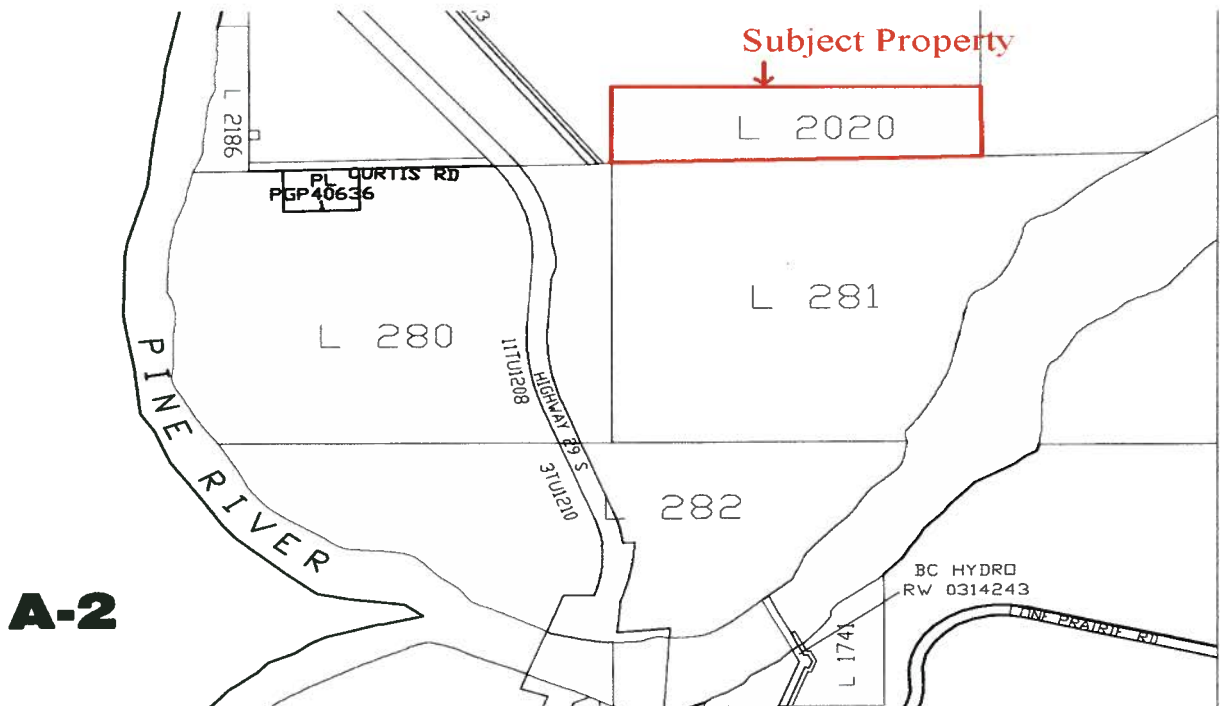 Subject Property
L 2020
L 2186
CURTIS RD
PL
PGP40636
1
L 281
L 280
11TU1208
HIGHWAY 29 S
3TU1210
PINE RIVER
L 282
BC HYDRO
RW 0314243
A-2
L 1741
LONE PRAIRIE RD